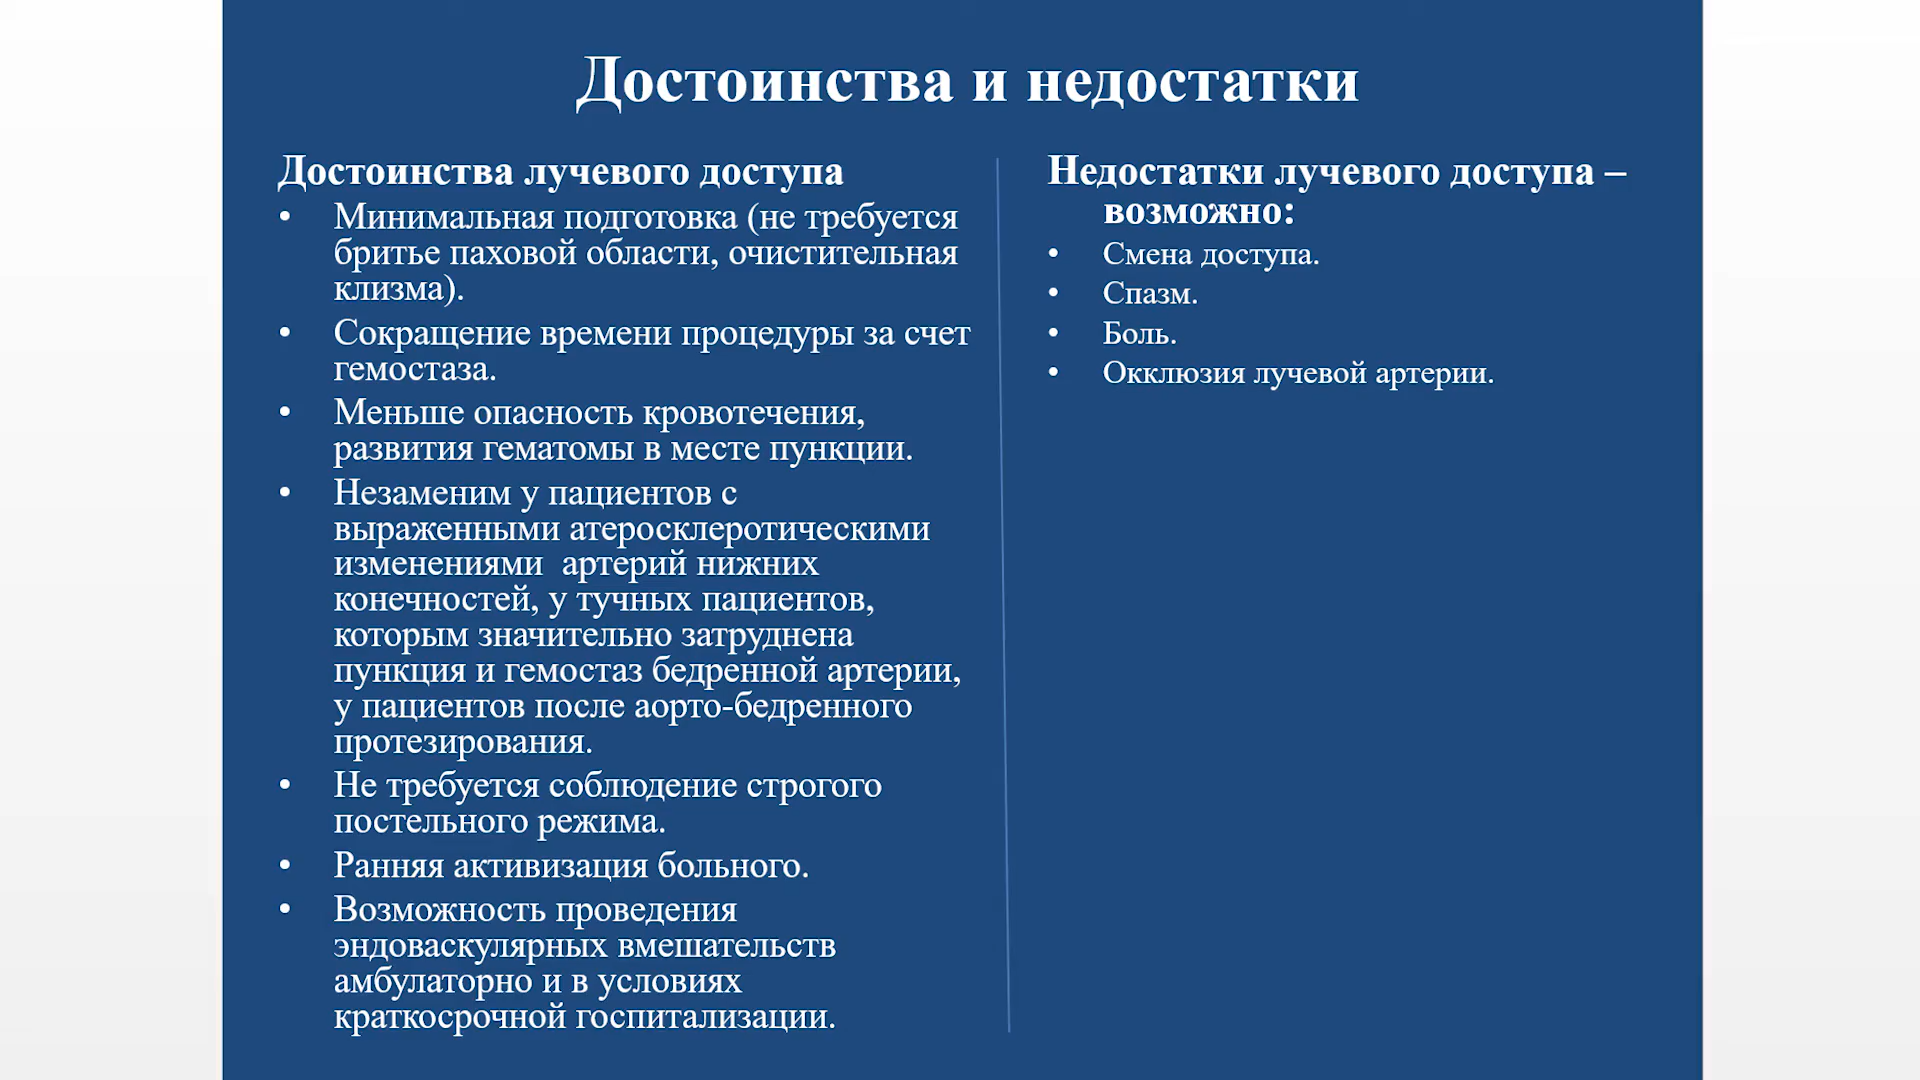 Достоинства и недостатки
Достоинства лучевого доступа
• Минимальная подготовка (не требуется
бритье паховой области, очистительная
клизма).
• Сокращение времени процедуры за счет
гемостаза.
• Меньше опасность кровотечения,
развития гематомы в месте пункции.
• Незаменим у пациентов с
выраженными атеросклеротическими
изменениями  артерий нижних
конечностей, у тучных пациентов,
которым значительно затруднена
пункция и гемостаз бедренной артерии,
у пациентов после аорто-бедренного
протезирования.
• Не требуется соблюдение строгого
постельного режима.
• Ранняя активизация больного.
• Возможность проведения
эндоваскулярных вмешательств
амбулаторно и в условиях
краткосрочной госпитализации.
Недостатки лучевого доступа –
возможно:
• Смена доступа.
• Спазм.
• Боль.
• Окклюзия лучевой артерии.